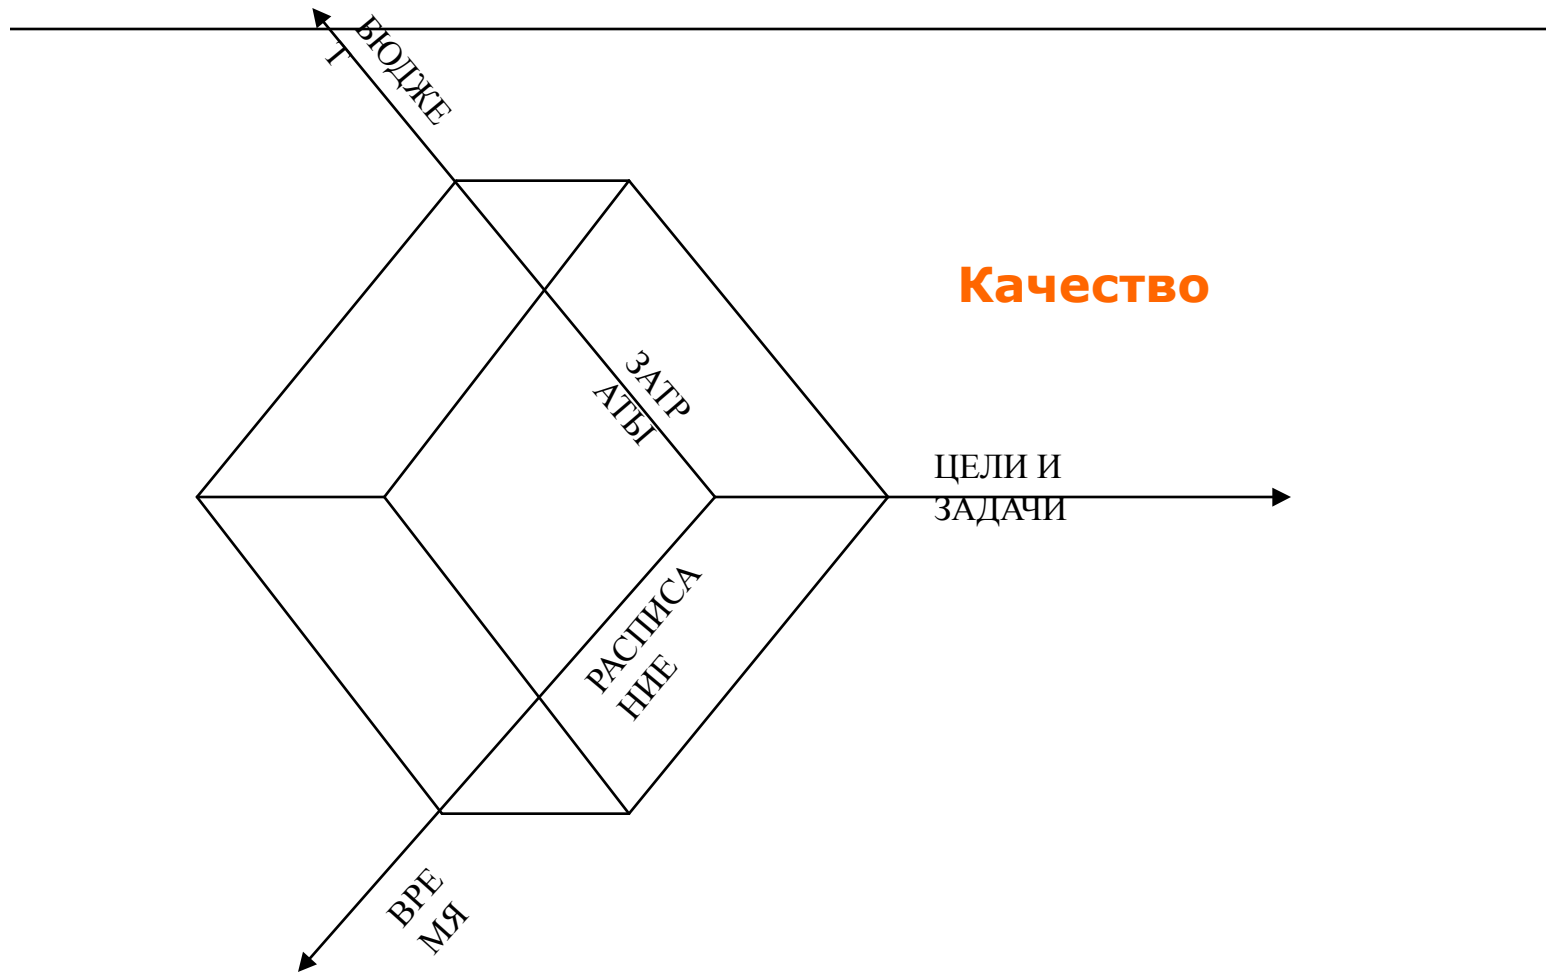 БЮДЖЕ
Т
Качество
ЗАТР
АТЫ
ЦЕЛИ И
ЗАДАЧИ
РАСПИСА
НИЕ
ВРЕ
МЯ